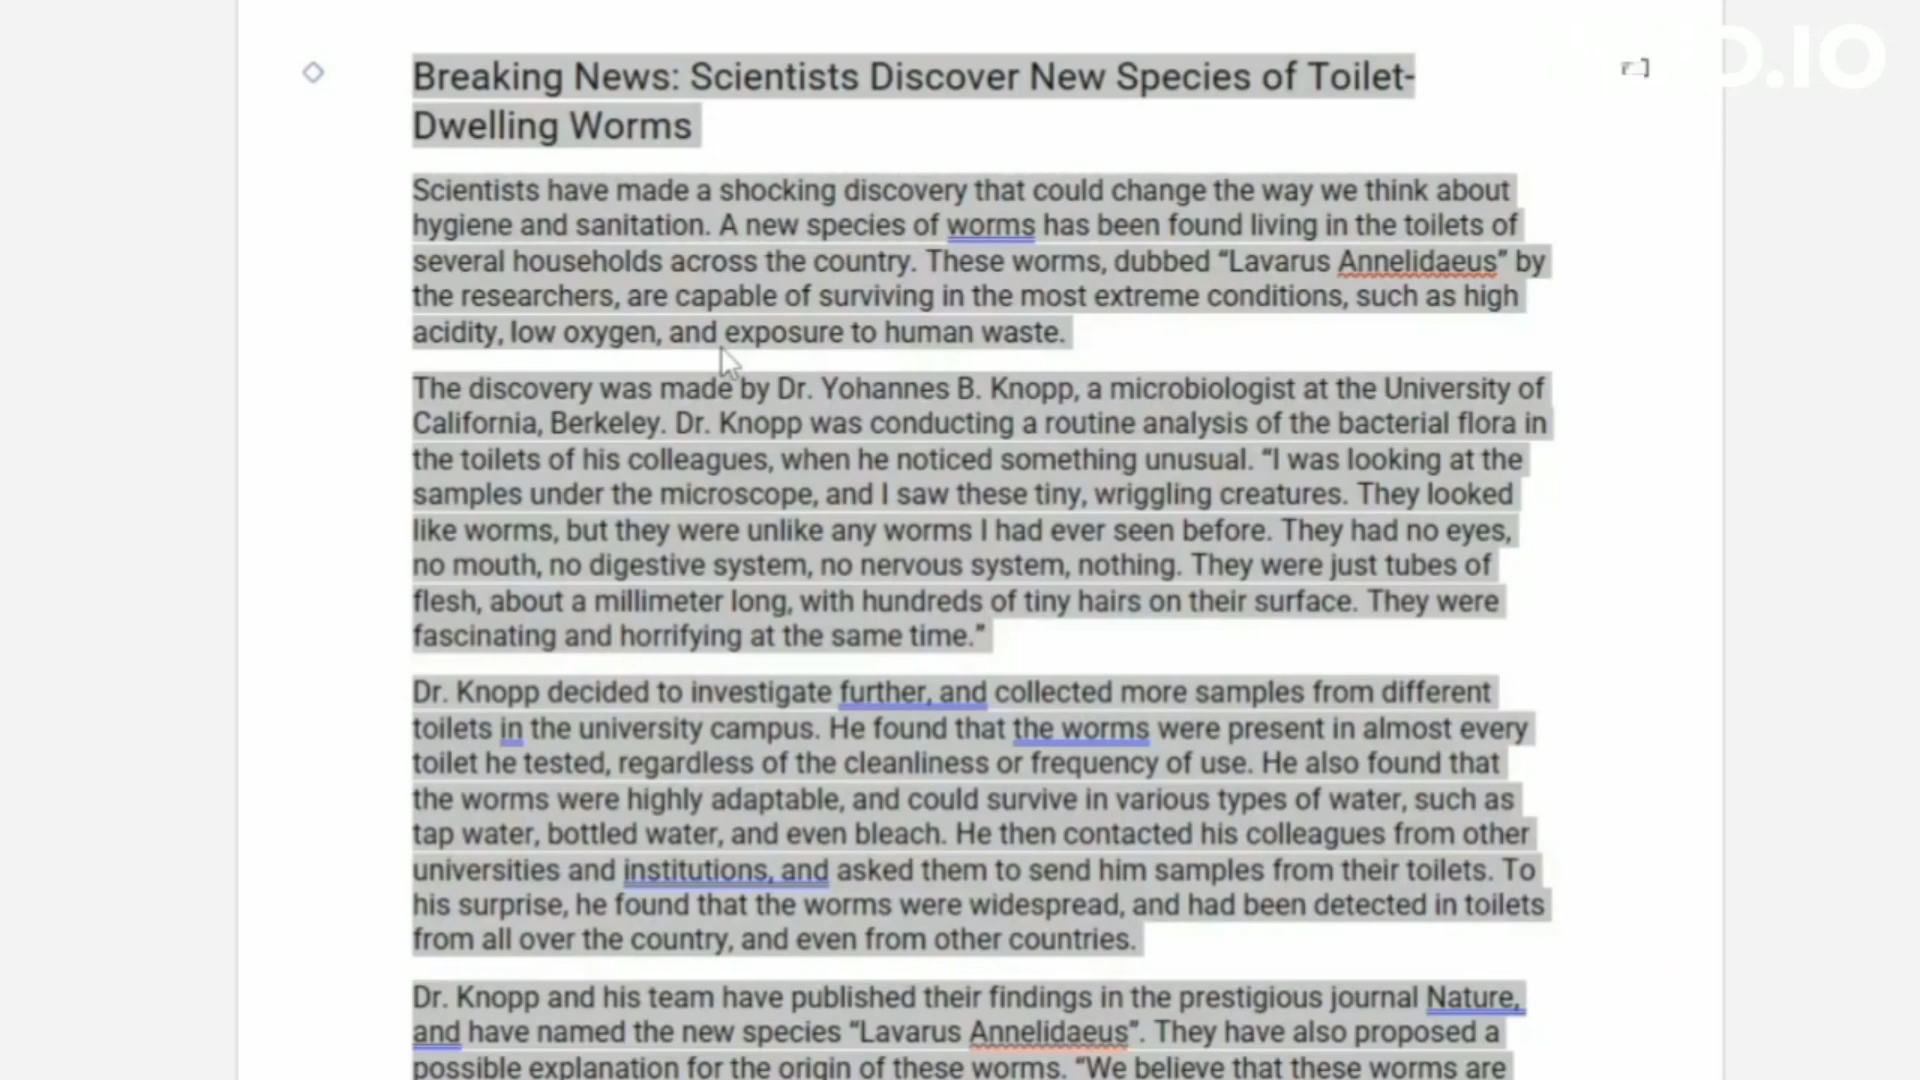 D.IO
Breaking News: Scientists Discover New Species of Toilet-
Dwelling Worms
Scientists have made a shocking discovery that could change the way we think about
hygiene and sanitation. A new species of worms has been found living in the toilets of
several households across the country. These worms, dubbed “Lavarus Annelidaeus” by
the researchers, are capable of surviving in the most extreme conditions, such as high
acidity, low oxygen, and exposure to human waste.
The discovery was made by Dr. Yohannes B. Knopp, a microbiologist at the University of
California, Berkeley. Dr. Knopp was conducting a routine analysis of the bacterial flora in
the toilets of his colleagues, when he noticed something unusual. “I was looking at the
samples under the microscope, and I saw these tiny, wriggling creatures. They looked
like worms, but they were unlike any worms I had ever seen before. They had no eyes,
no mouth, no digestive system, no nervous system, nothing. They were just tubes of
flesh, about a millimeter long, with hundreds of tiny hairs on their surface. They were
fascinating and horrifying at the same time.”
Dr. Knopp decided to investigate further, and collected more samples from different
toilets in the university campus. He found that the worms were present in almost every
toilet he tested, regardless of the cleanliness or frequency of use. He also found that
the worms were highly adaptable, and could survive in various types of water, such as
tap water, bottled water, and even bleach. He then contacted his colleagues from other
universities and institutions, and asked them to send him samples from their toilets. To
his surprise, he found that the worms were widespread, and had been detected in toilets
from all over the country, and even from other countries.
Dr. Knopp and his team have published their findings in the prestigious journal Nature,
and have named the new species “Lavarus Annelidaeus”. They have also proposed a
possible explanation for the origin of these worms. “We believe that these worms are